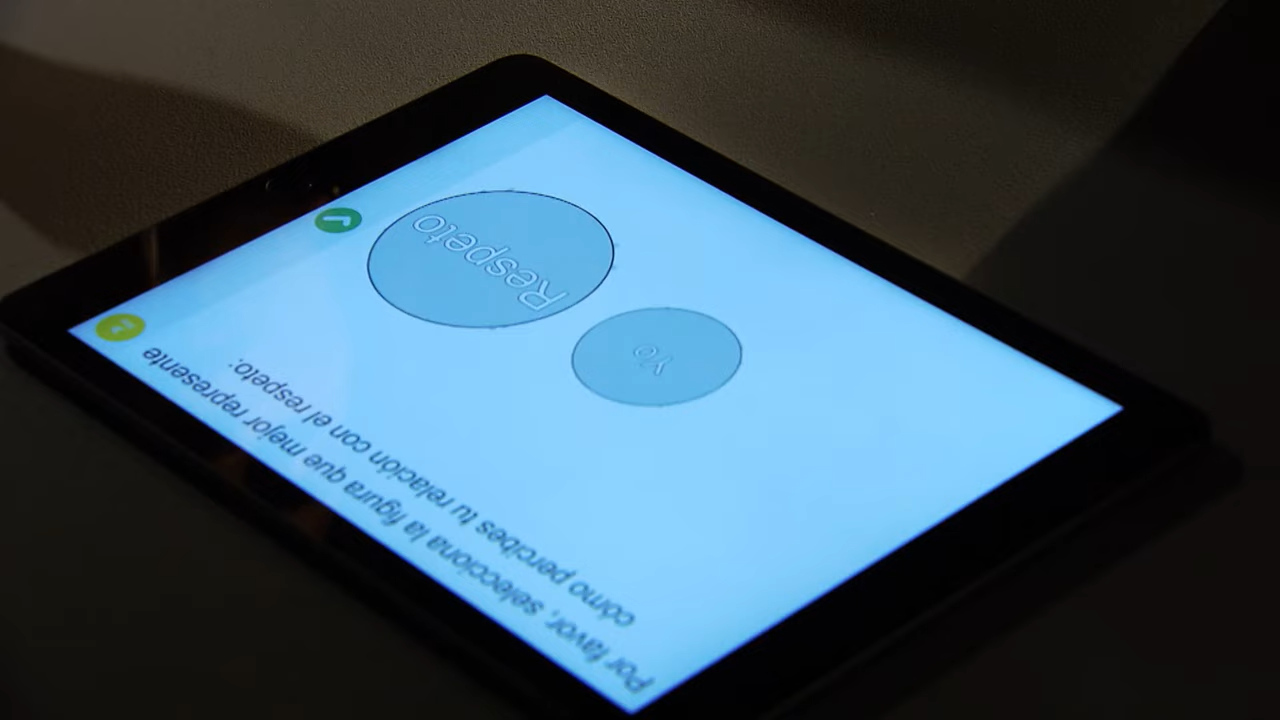 Por favor, selecciona la figura que mejor represente
cómo percibes tu relación con el respeto:
Yo
Respeto